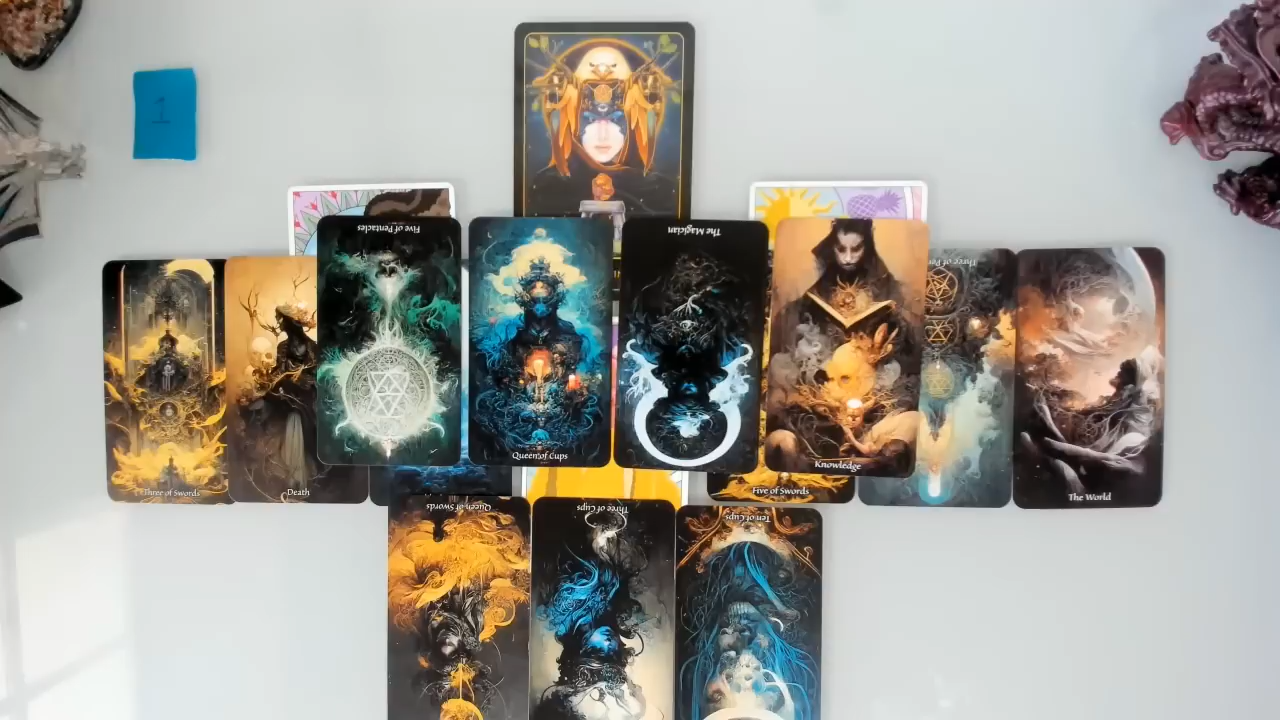 1
Five of Pentacles
The Magician
Queen of Cups
Knowledge
Three of Swords
Death
Five of Swords
Three of Pen
The World
Queen of Swords
Three of Cups
Ten of Cups